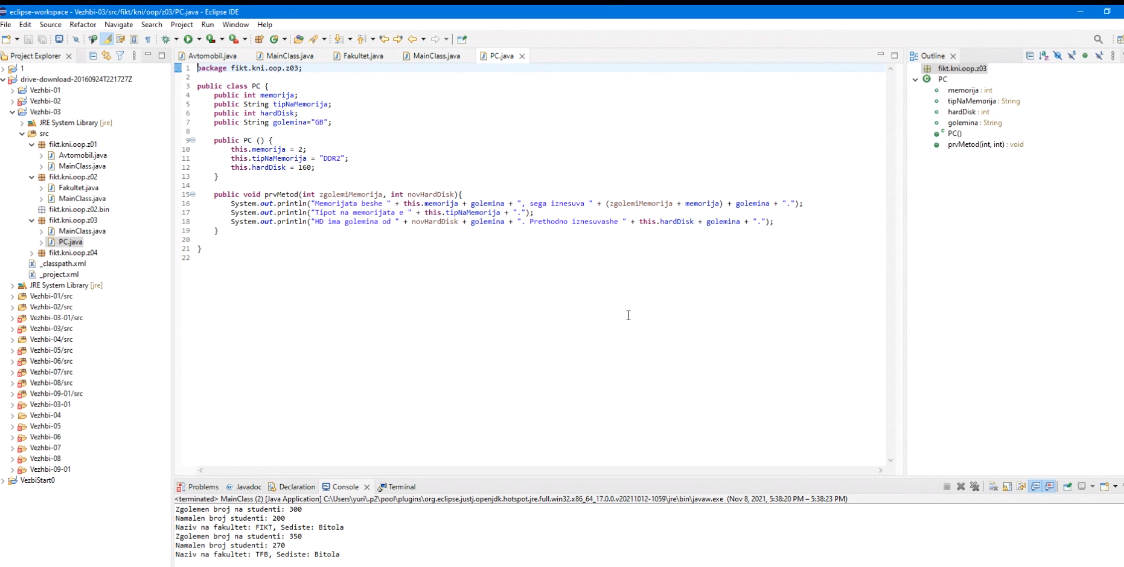 eclipse-workspace - Vezhbi-03/src/fikt/kni/oop/z03/PC.java - Eclipse IDE
File Edit Source Refactor Navigate Search Project Run Window Help
Project Explorer
1
drive-download-20160924T221727Z
Vezhbi-01
Vezhbi-02
Vezhbi-03
JRE System Library [jre]
src
fikt.kni.oop.z01
Avtomobil.java
MainClass.java
fikt.kni.oop.z02
Fakultet.java
MainClass.java
fikt.kni.oop.z02.bin
fikt.kni.oop.z03
MainClass.java
PC.java
fikt.kni.oop.z04
_classpath.xml
_project.xml
JRE System Library [jre]
Vezhbi-01/src
Vezhbi-02/src
Vezhbi-03-01/src
Vezhbi-03/src
Vezhbi-04/src
Vezhbi-05/src
Vezhbi-06/src
Vezhbi-07/src
Vezhbi-08/src
Vezhbi-09-01/src
Vezhbi-03-01
Vezhbi-04
Vezhbi-05
Vezhbi-06
Vezhbi-07
Vezhbi-08
Vezhbi-09-01
VezbiStart0
Avtomobil.java MainClass.java Fakultet.java MainClass.java PC.java
1 package fikt.kni.oop.z03;
2
3 public class PC {
4 public int memorija;
5 public String tipNaMemorija;
6 public int hardDisk;
7 public String golemina="GB";
8
9 public PC () {
10 this.memorija = 2;
11 this.tipNaMemorija = "DDR2";
12 this.hardDisk = 160;
13 }
14
15 public void prvMetod(int zgolemiMemorija, int novHardDisk){
16 System.out.println("Memorijata beshe " + this.memorija + golemina + ", sega iznesuva " + (zgolemiMemorija + memorija) + golemina + ".");
17 System.out.println("Tipot na memorijata e " + this.tipNaMemorija + ".");
18 System.out.println("HD ima golemina od " + novHardDisk + golemina + ". Prethodno iznesuvashe " + this.hardDisk + golemina + ".");
19 }
20
21 }
22
Outline
fikt.kni.oop.z03
PC
memorija : int
tipNaMemorija : String
hardDisk : int
golemina : String
PC()
prvMetod(int, int) : void
Problems Javadoc Declaration Console Terminal
<terminated> MainClass (2) [Java Application] C:\Users\yuri\.p2\pool\plugins\org.eclipse.justj.openjdk.hotspot.jre.full.win32.x86_64_17.0.0.v20211012-1059\jre\bin\javaw.exe (Nov 8, 2021, 5:38:20 PM – 5:38:23 PM)
Zgolemen broj na studenti: 300
Namalen broj studenti: 200
Naziv na fakultet: FIKT, Sediste: Bitola
Zgolemen broj na studenti: 350
Namalen broj studenti: 270
Naziv na fakultet: TFB, Sediste: Bitola